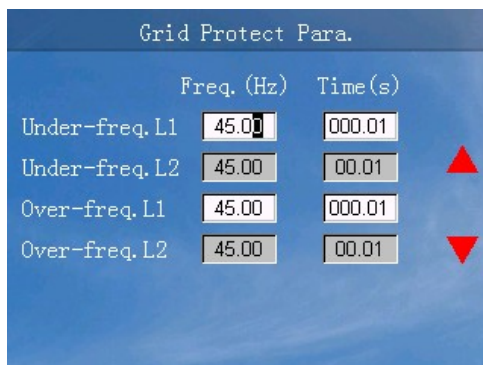 Grid Protect Para.
Freq.(Hz) Time(s)
Under-freq.L1 45.00 000.01
Under-freq.L2 45.00 00.01
Over-freq.L1 45.00 000.01
Over-freq.L2 45.00 00.01